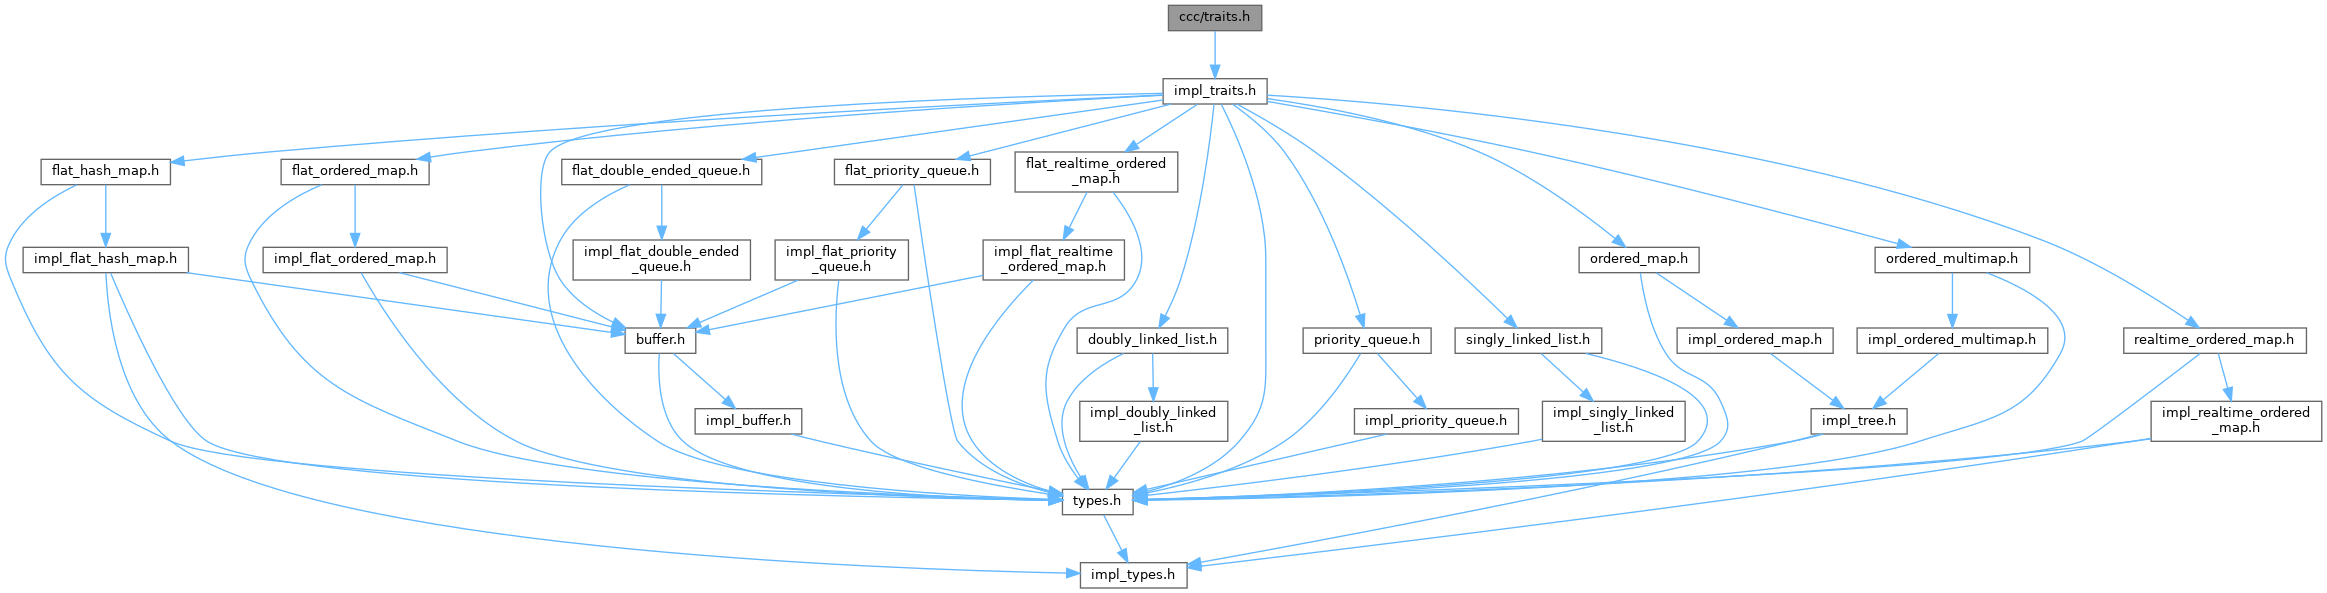 ccc/traits.h
impl_traits.h
flat_hash_map.h
flat_ordered_map.h
flat_double_ended_queue.h
flat_priority_queue.h
flat_realtime_ordered
_map.h
impl_flat_hash_map.h
impl_flat_ordered_map.h
impl_flat_double_ended
_queue.h
impl_flat_priority
_queue.h
impl_flat_realtime
_ordered_map.h
ordered_map.h
ordered_multimap.h
buffer.h
doubly_linked_list.h
priority_queue.h
singly_linked_list.h
impl_ordered_map.h
impl_ordered_multimap.h
realtime_ordered_map.h
impl_buffer.h
impl_doubly_linked
_list.h
impl_priority_queue.h
impl_singly_linked
_list.h
impl_tree.h
impl_realtime_ordered
_map.h
types.h
impl_types.h